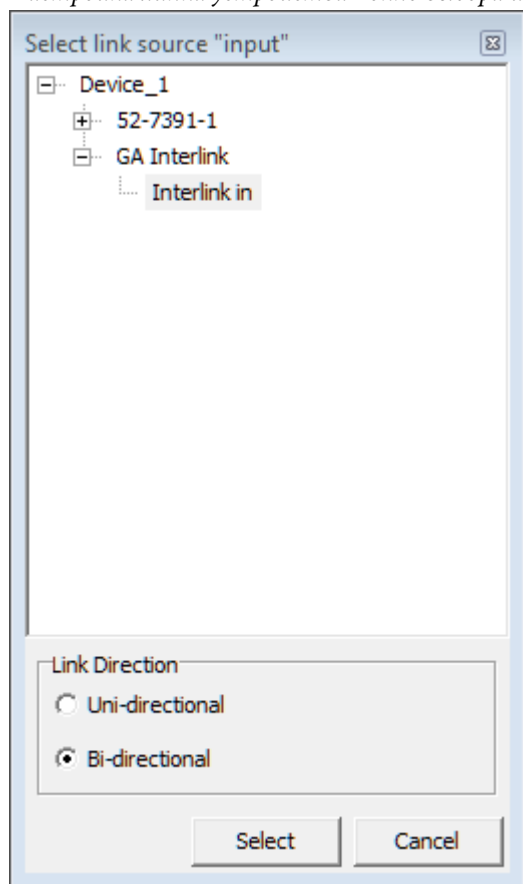 Select link source "input"
Device_1
52-7391-1
GA Interlink
Interlink in
Link Direction
Uni-directional
Bi-directional
Select
Cancel